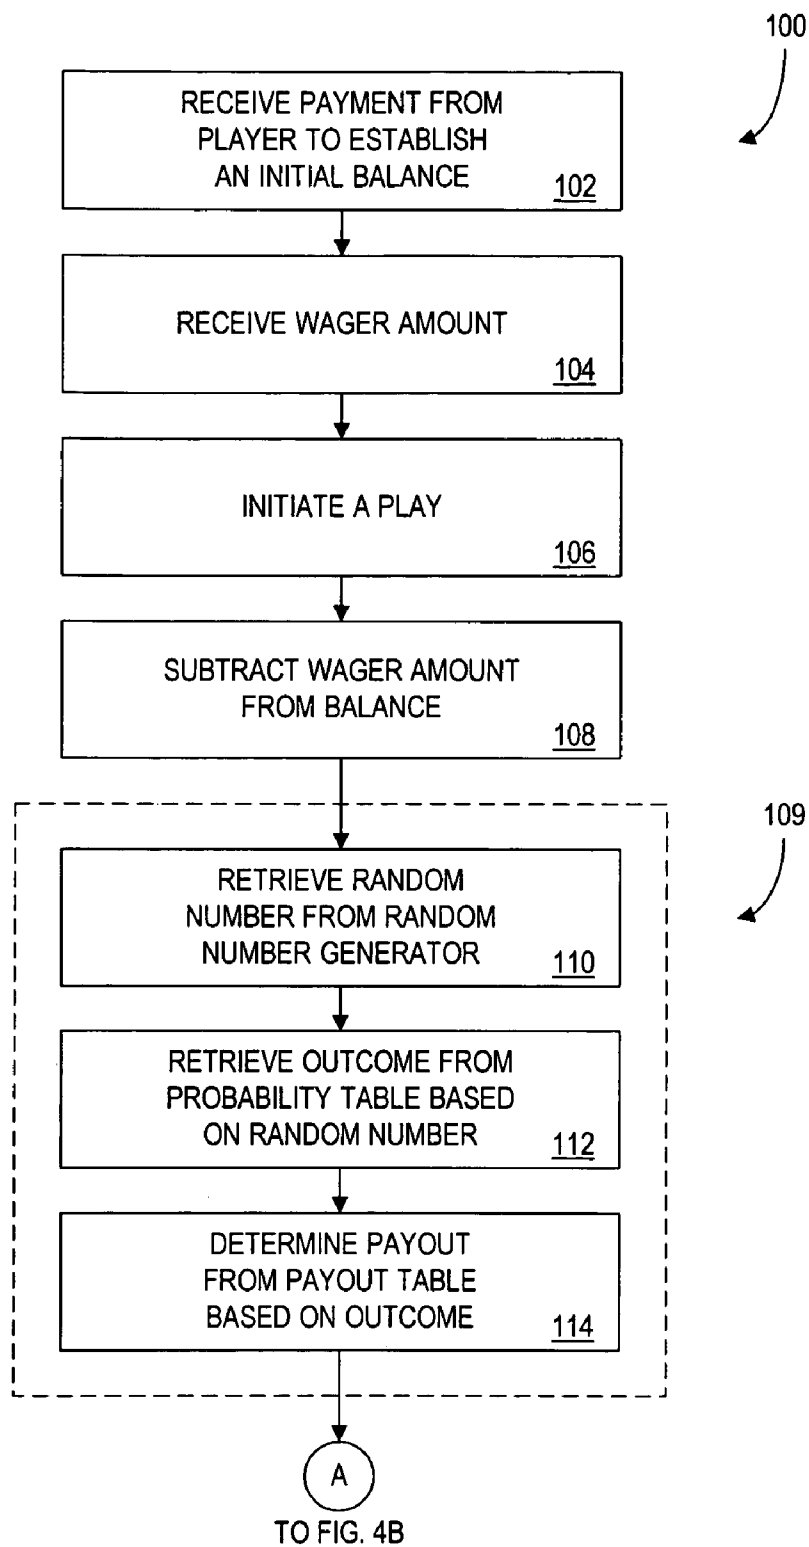 100
RECEIVE PAYMENT FROM
PLAYER TO ESTABLISH
AN INITIAL BALANCE
102
RECEIVE WAGER AMOUNT
104
INITIATE A PLAY
106
SUBTRACT WAGER AMOUNT
FROM BALANCE
108
109
RETRIEVE RANDOM
NUMBER FROM RANDOM
NUMBER GENERATOR
110
RETRIEVE OUTCOME FROM
PROBABILITY TABLE BASED
ON RANDOM NUMBER
112
DETERMINE PAYOUT
FROM PAYOUT TABLE
BASED ON OUTCOME
114
A
TO FIG. 4B